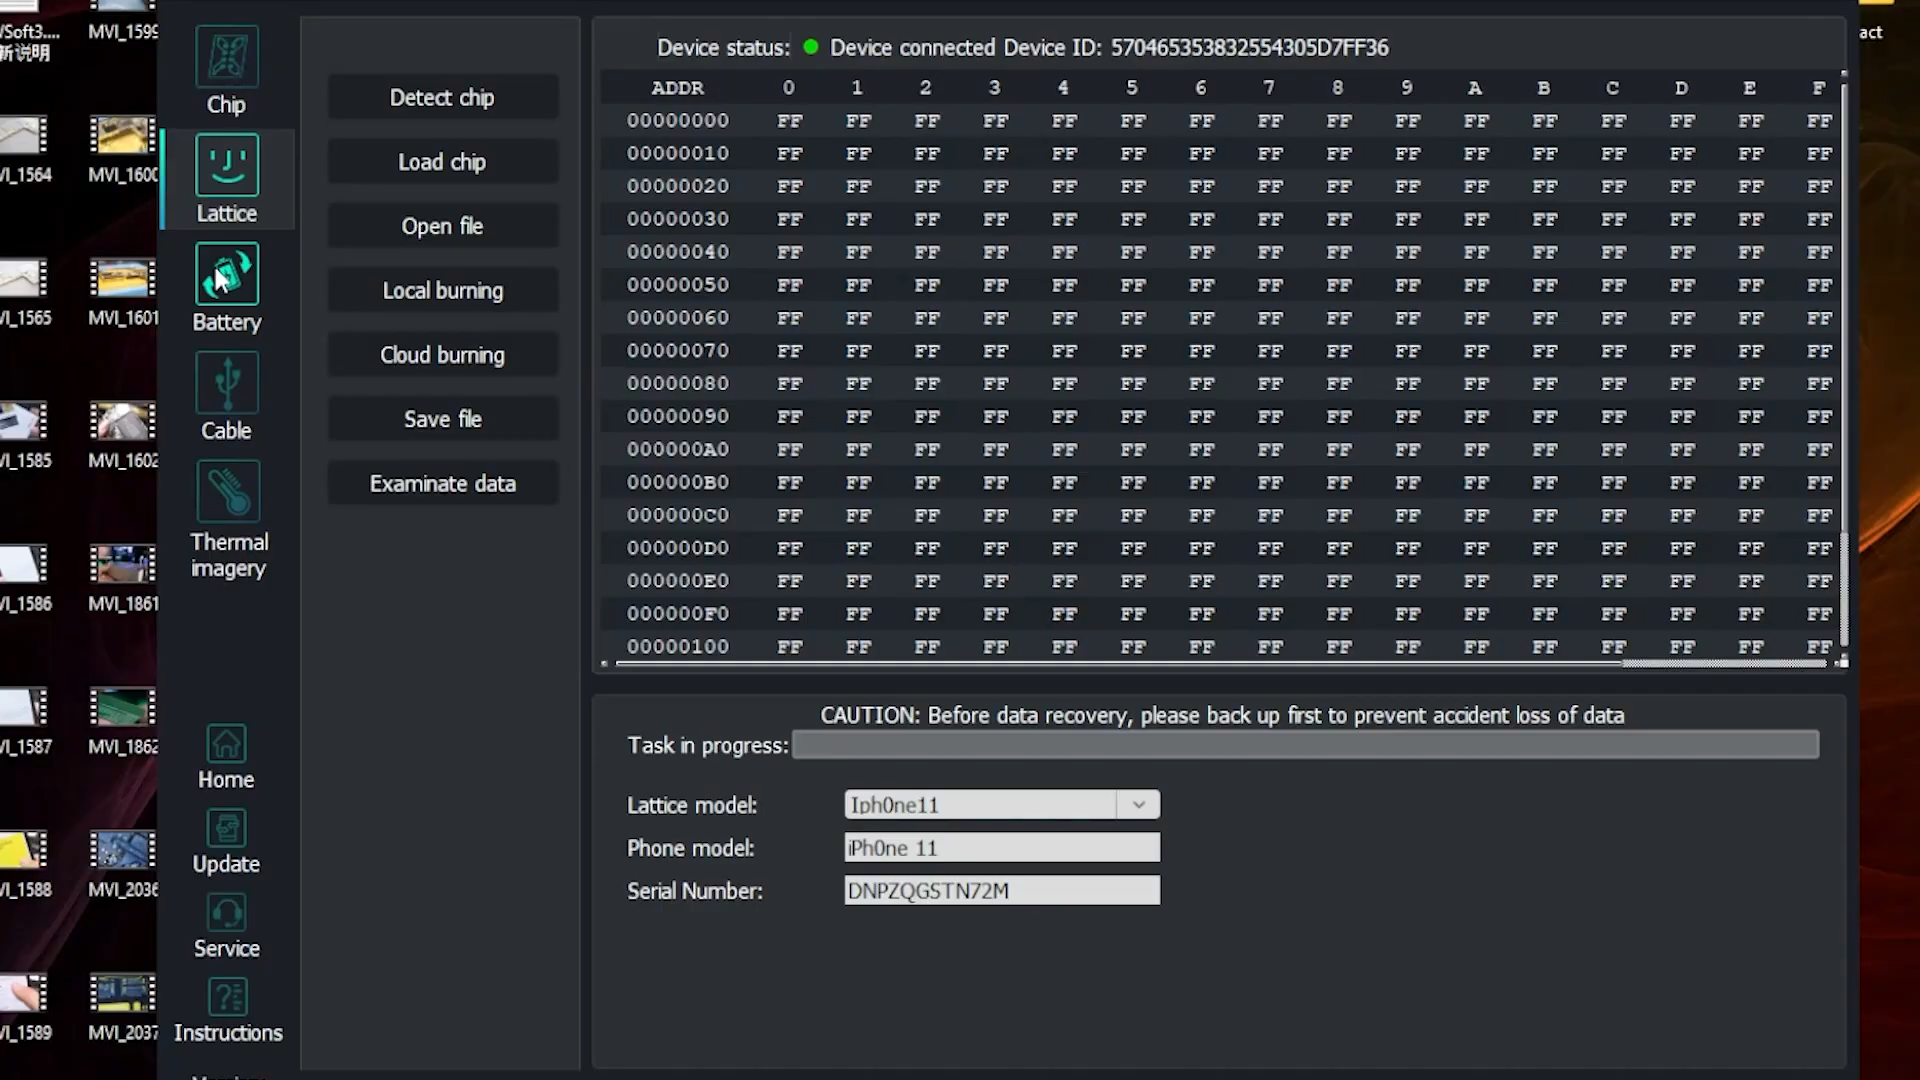 /Soft3....
新说明
MVI_1599
act
VI_1564
MVI_1600
VI_1565
MVI_1601
VI_1585
MVI_1602
VI_1586
MVI_1861
VI_1587
MVI_1862
VI_1588
MVI_2036
VI_1589
MVI_2037
Chip
Lattice
Battery
Cable
Thermal
imagery
Home
Update
Service
Instructions
Detect chip
Load chip
Open file
Local burning
Cloud burning
Save file
Examinate data
Device status: Device connected Device ID: 570465353832554305D7FF36
ADDR 0 1 2 3 4 5 6 7 8 9 A B C D E F
00000000 FF FF FF FF FF FF FF FF FF FF FF FF FF FF FF FF
00000010 FF FF FF FF FF FF FF FF FF FF FF FF FF FF FF FF
00000020 FF FF FF FF FF FF FF FF FF FF FF FF FF FF FF FF
00000030 FF FF FF FF FF FF FF FF FF FF FF FF FF FF FF FF
00000040 FF FF FF FF FF FF FF FF FF FF FF FF FF FF FF FF
00000050 FF FF FF FF FF FF FF FF FF FF FF FF FF FF FF FF
00000060 FF FF FF FF FF FF FF FF FF FF FF FF FF FF FF FF
00000070 FF FF FF FF FF FF FF FF FF FF FF FF FF FF FF FF
00000080 FF FF FF FF FF FF FF FF FF FF FF FF FF FF FF FF
00000090 FF FF FF FF FF FF FF FF FF FF FF FF FF FF FF FF
000000A0 FF FF FF FF FF FF FF FF FF FF FF FF FF FF FF FF
000000B0 FF FF FF FF FF FF FF FF FF FF FF FF FF FF FF FF
000000C0 FF FF FF FF FF FF FF FF FF FF FF FF FF FF FF FF
000000D0 FF FF FF FF FF FF FF FF FF FF FF FF FF FF FF FF
000000E0 FF FF FF FF FF FF FF FF FF FF FF FF FF FF FF FF
000000F0 FF FF FF FF FF FF FF FF FF FF FF FF FF FF FF FF
00000100 FF FF FF FF FF FF FF FF FF FF FF FF FF FF FF FF
CAUTION: Before data recovery, please back up first to prevent accident loss of data
Task in progress:
Lattice model: Iph0ne11
Phone model: iPh0ne 11
Serial Number: DNPZQGSTN72M